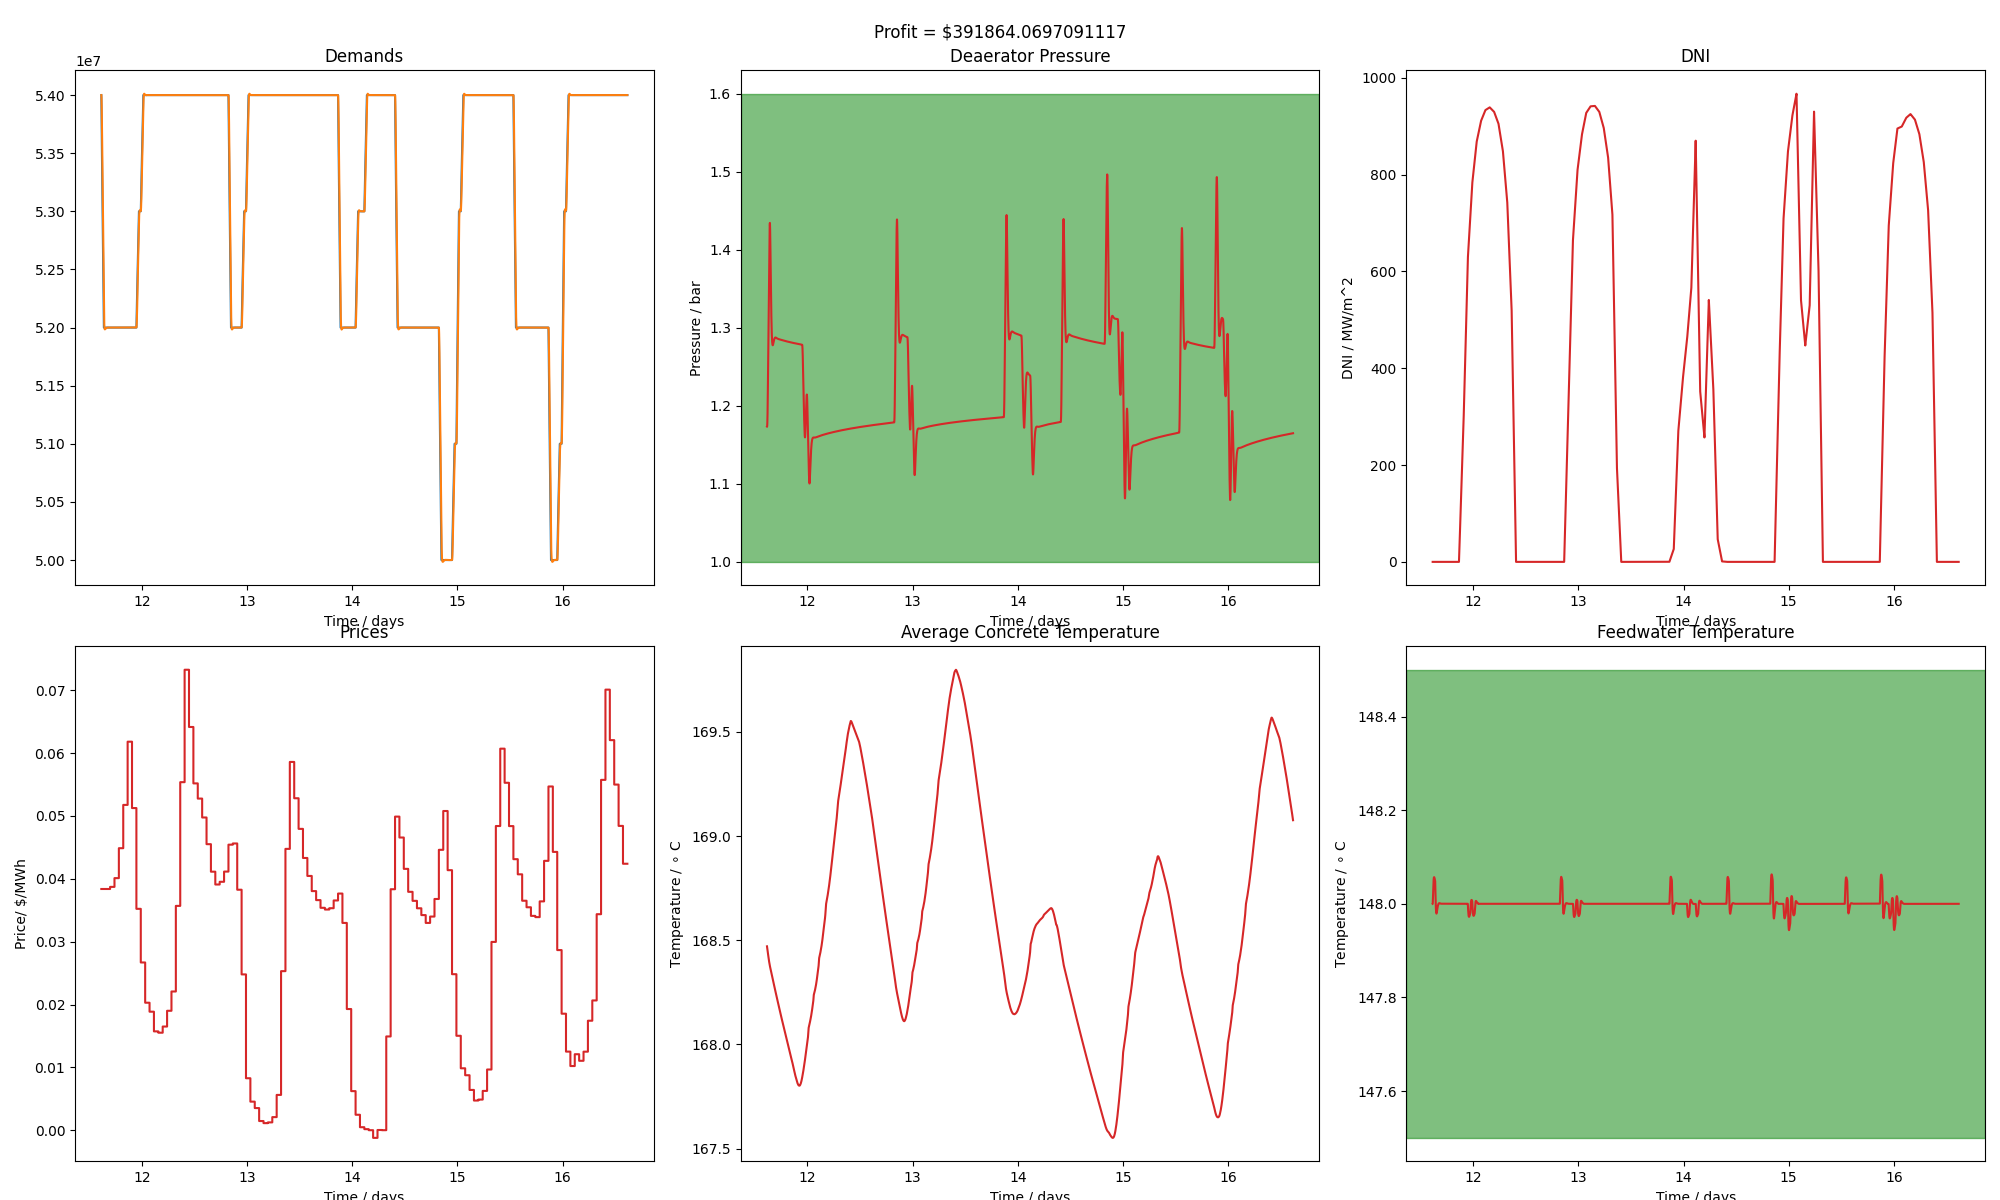 Profit = $391864.0697091117
Demands
1e7
5.40
5.35
5.30
5.25
5.20
5.15
5.10
5.05
5.00
12 13 14 15 16
Time / days
Deaerator Pressure
Pressure / bar
1.6
1.5
1.4
1.3
1.2
1.1
1.0
12 13 14 15 16
Time / days
DNI
DNI / MW/m^2
1000
800
600
400
200
0
12 13 14 15 16
Time / days
Prices
Price/ $/MWh
0.07
0.06
0.05
0.04
0.03
0.02
0.01
0.00
12 13 14 15 16
Time / days
Average Concrete Temperature
Temperature / ∘ C
169.5
169.0
168.5
168.0
167.5
12 13 14 15 16
Time / days
Feedwater Temperature
Temperature / ∘ C
148.4
148.2
148.0
147.8
147.6
12 13 14 15 16
Time / days